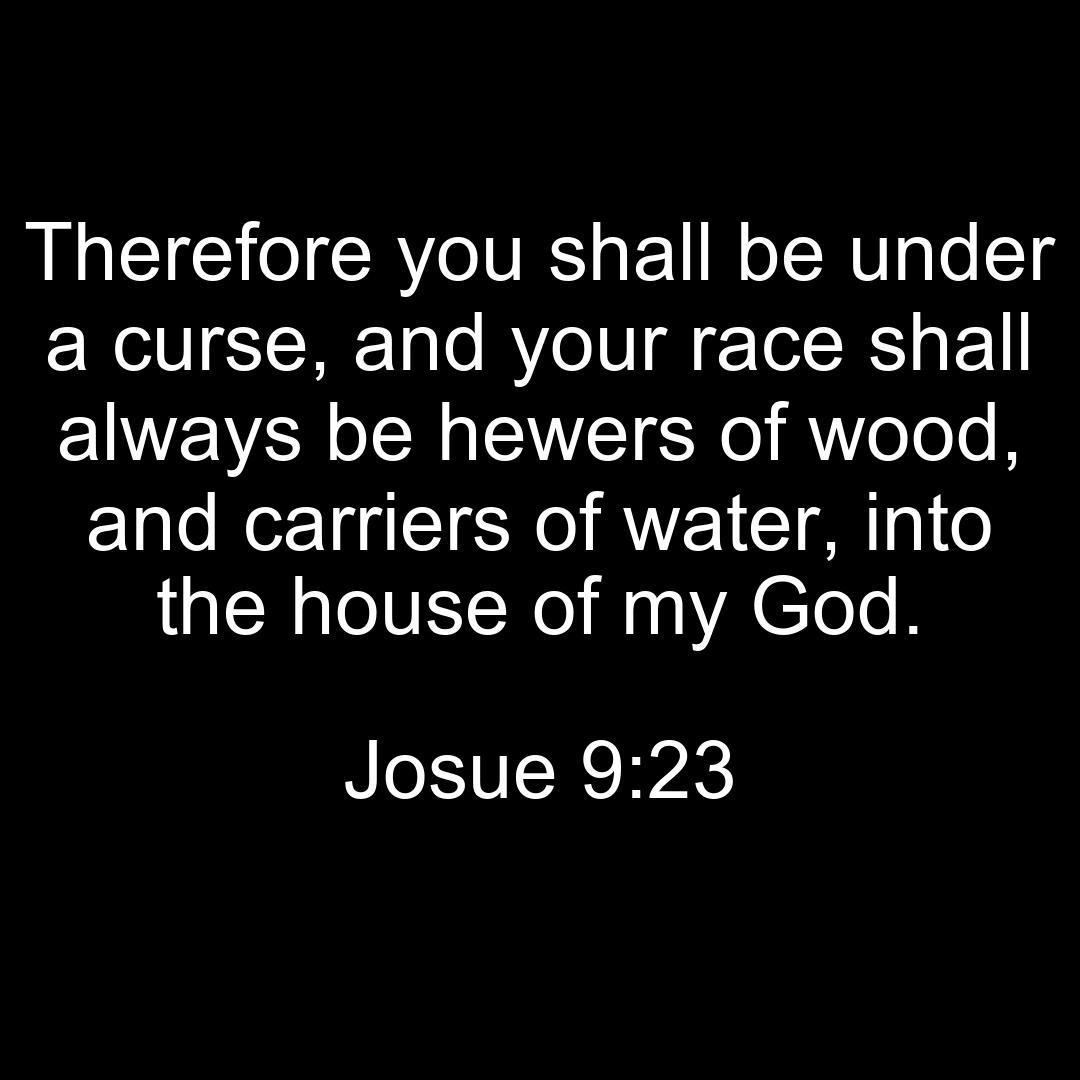 Therefore you shall be under
a curse, and your race shall
always be hewers of wood,
and carriers of water, into
the house of my God.
Josue 9:23